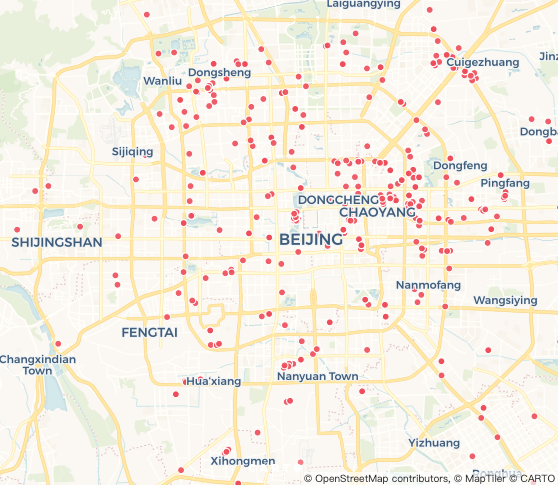 Laiguangying
Jinz
Cuigezhuang
Dongsheng
Wanliu
Dongba
Sijiqing
Dongfeng
Pingfang
DONGCHENG
CHAOYANG
SHIJINGSHAN
BEIJING
Nanmofang
Wangsiying
FENGTAI
Changxindian
Town
Hua'xiang
Nanyuan Town
Yizhuang
Xihongmen
© OpenStreetMap contributors, © MapTiler © CARTO